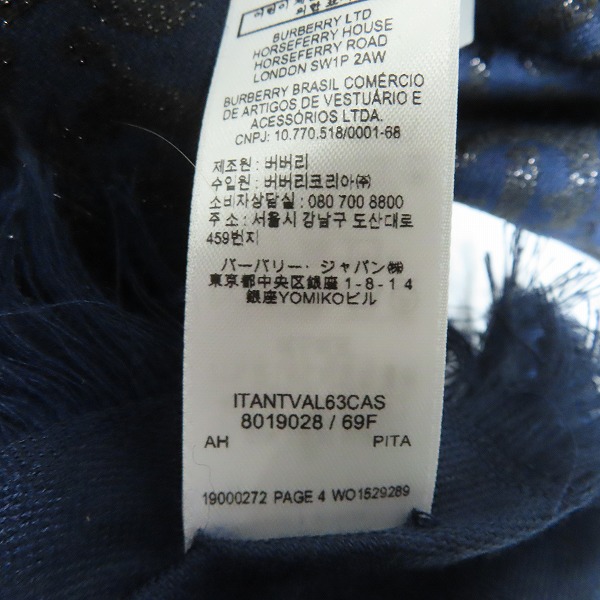 BURBERRY LTD
HORSEFERRY HOUSE
HORSEFERRY ROAD
LONDON SW1P 2AW
BURBERRY BRASIL COMÉRCIO
DE ARTIGOS DE VESTUÁRIO E
ACESSÓRIOS LTDA.
CNPJ: 10.770.518/0001-68
제조원 : 버버리
수입원 : 버버리코리아㈜
소비자상담실 : 080 700 8800
주 소 : 서울시 강남구 도산대로
459번지
バーバリー・ジャパン㈱
東京都中央区銀座 1-8-14
銀座YOMIKOビル
ITANTVAL63CAS
8019028 / 69F
AH PITA
19000272 PAGE 4 WO1529289